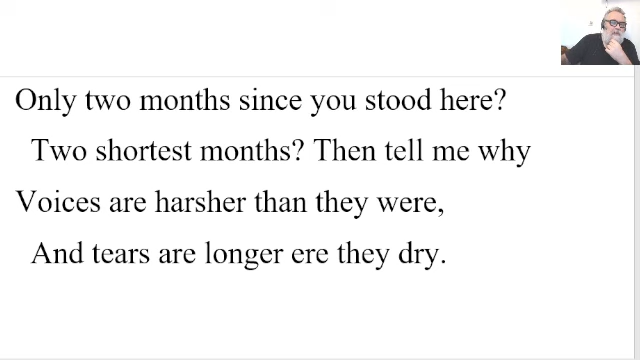 Only two months since you stood here?
Two shortest months? Then tell me why
Voices are harsher than they were,
And tears are longer ere they dry.